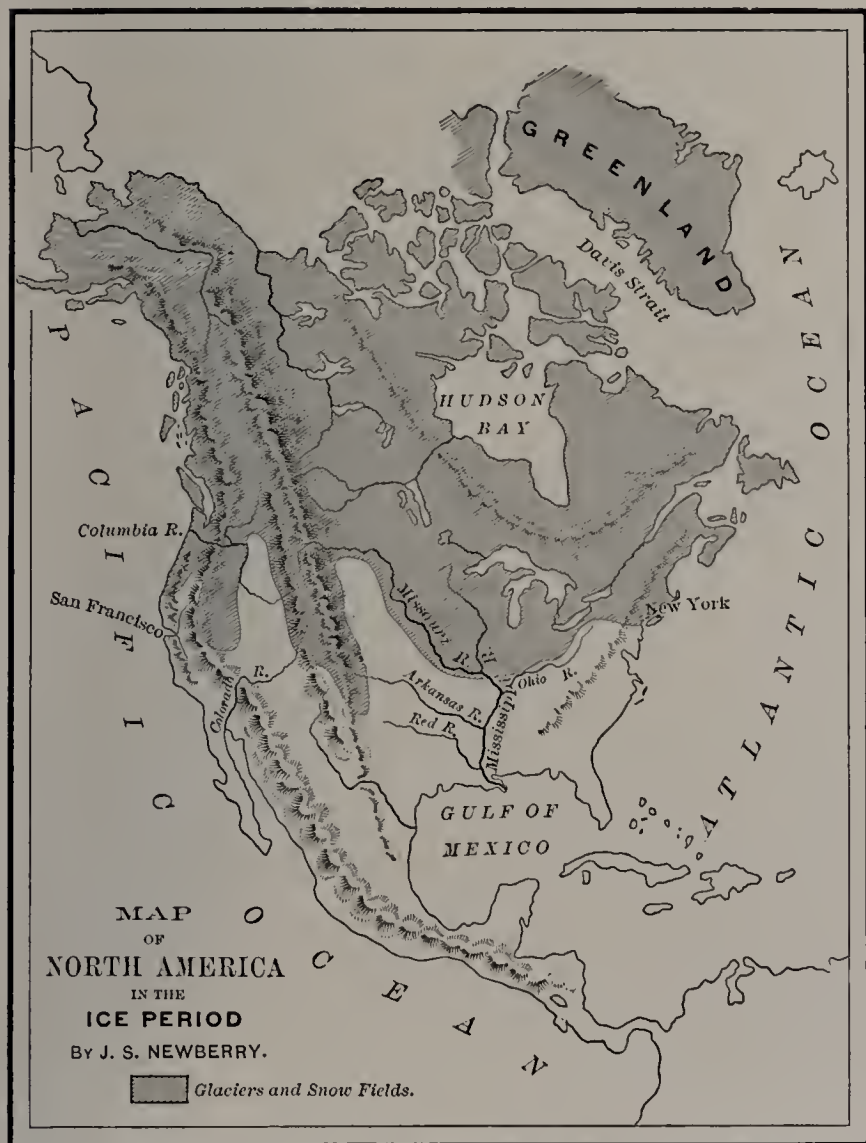 GREENLAND
Davis Strait
HUDSON
BAY
PACIFIC OCEAN
ATLANTIC OCEAN
Columbia R.
San Francisco
Colorado R.
Missouri R.
Mississippi R.
Ohio R.
New York
Arkansas R.
Red R.
GULF OF
MEXICO
MAP
OF
NORTH AMERICA
IN THE
ICE PERIOD
BY J. S. NEWBERRY.
Glaciers and Snow Fields.